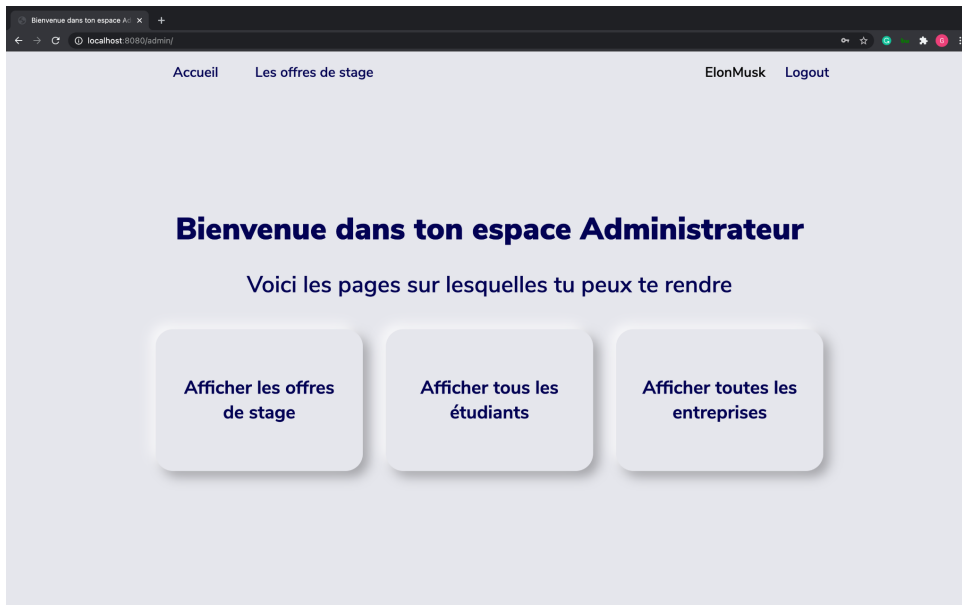 Bienvenue dans ton espace Ad
localhost:8080/admin/
G
Accueil Les offres de stage ElonMusk Logout
Bienvenue dans ton espace Administrateur
Voici les pages sur lesquelles tu peux te rendre
Afficher les offres
de stage
Afficher tous les
étudiants
Afficher toutes les
entreprises